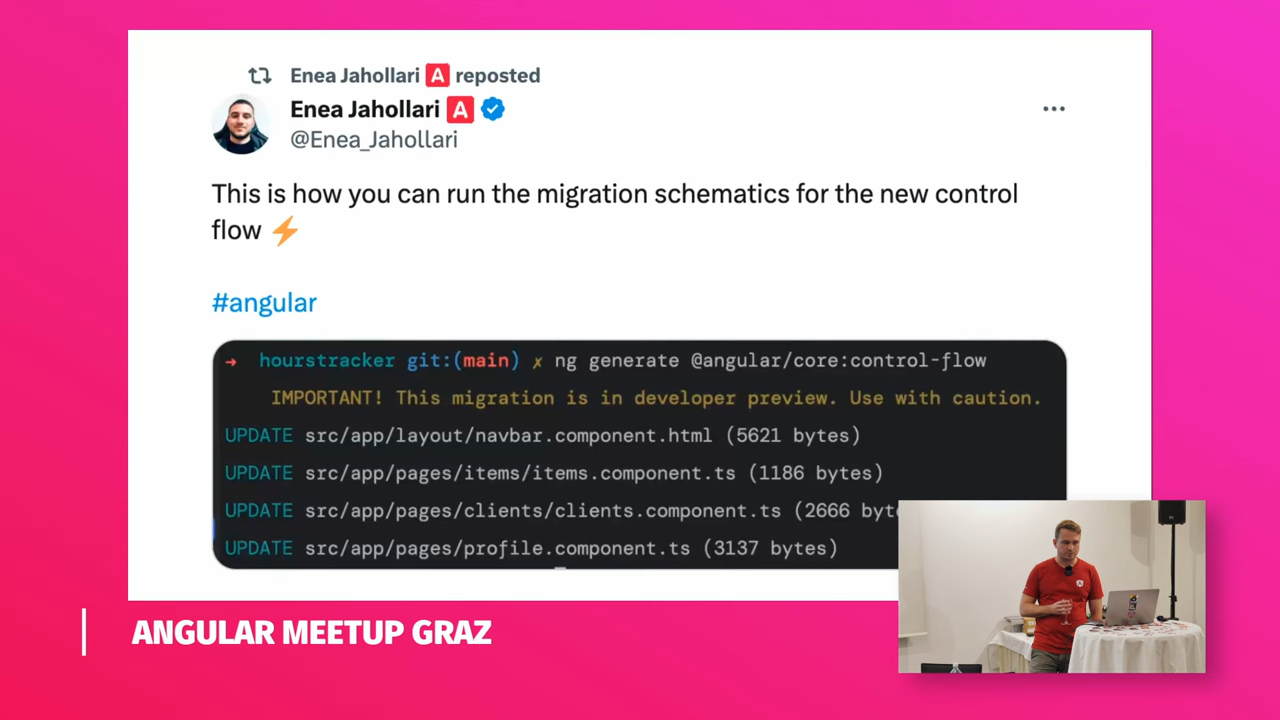 Enea Jahollari A reposted
Enea Jahollari A
@Enea_Jahollari
This is how you can run the migration schematics for the new control
flow ⚡
#angular
→ hourstracker git:(main) ✗ ng generate @angular/core:control-flow
IMPORTANT! This migration is in developer preview. Use with caution.
UPDATE src/app/layout/navbar.component.html (5621 bytes)
UPDATE src/app/pages/items/items.component.ts (1186 bytes)
UPDATE src/app/pages/clients/clients.component.ts (2666 byt
UPDATE src/app/pages/profile.component.ts (3137 bytes)
ANGULAR MEETUP GRAZ